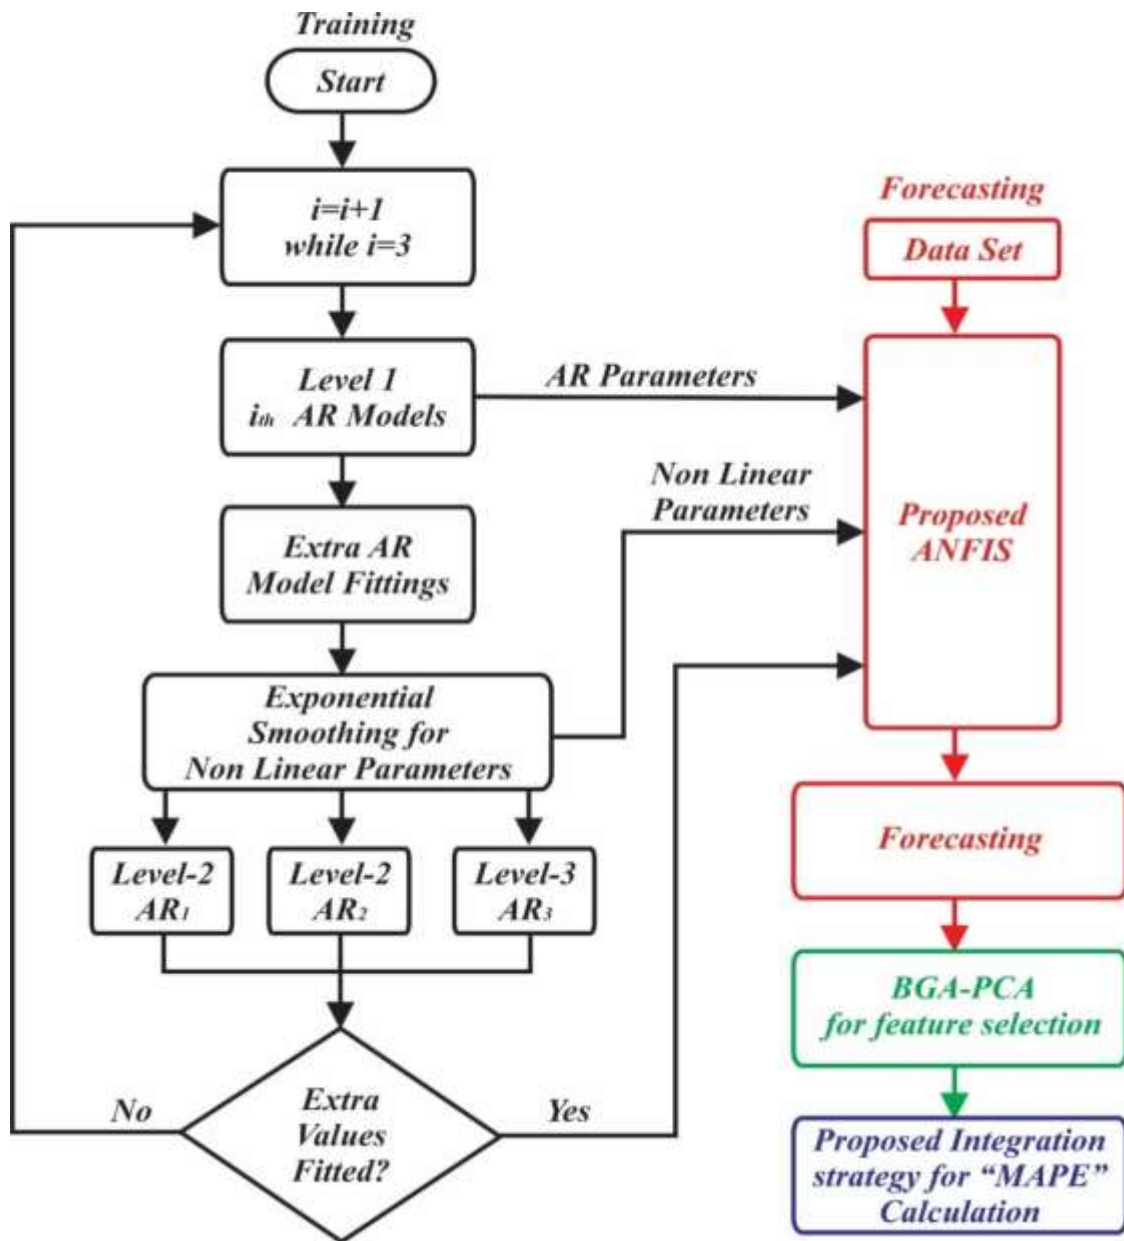 Training
Start
i=i+1
while i=3
Level 1
ith AR Models
AR Parameters
Extra AR
Model Fittings
Non Linear
Parameters
Exponential
Smoothing for
Non Linear Parameters
Level-2
AR1
Level-2
AR2
Level-3
AR3
Extra
Values
Fitted?
No
Yes
Forecasting
Data Set
Proposed
ANFIS
Forecasting
BGA-PCA
for feature selection
Proposed Integration
strategy for “MAPE”
Calculation